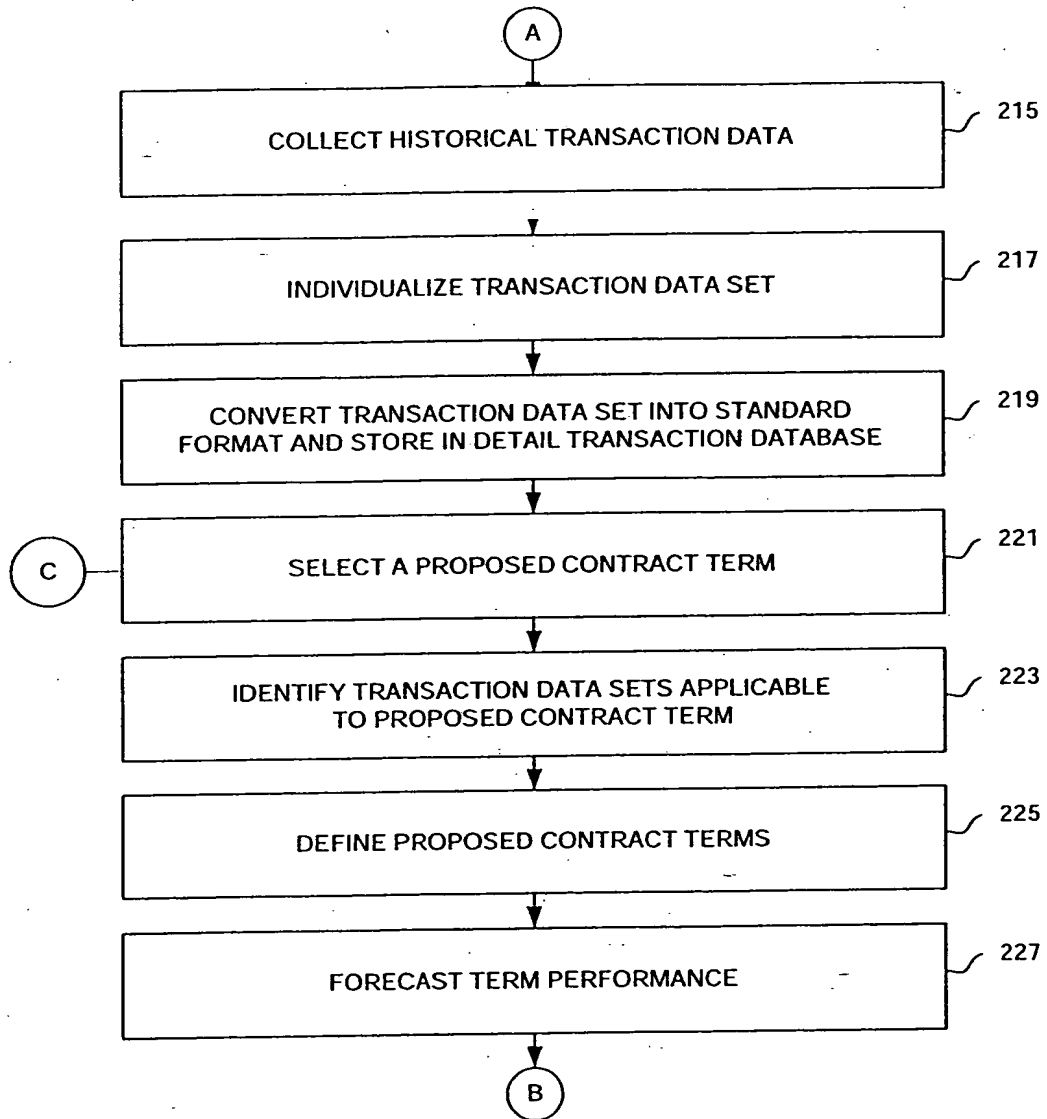 A
COLLECT HISTORICAL TRANSACTION DATA
215
INDIVIDUALIZE TRANSACTION DATA SET
217
CONVERT TRANSACTION DATA SET INTO STANDARD
FORMAT AND STORE IN DETAIL TRANSACTION DATABASE
219
C
SELECT A PROPOSED CONTRACT TERM
221
IDENTIFY TRANSACTION DATA SETS APPLICABLE
TO PROPOSED CONTRACT TERM
223
DEFINE PROPOSED CONTRACT TERMS
225
FORECAST TERM PERFORMANCE
227
B